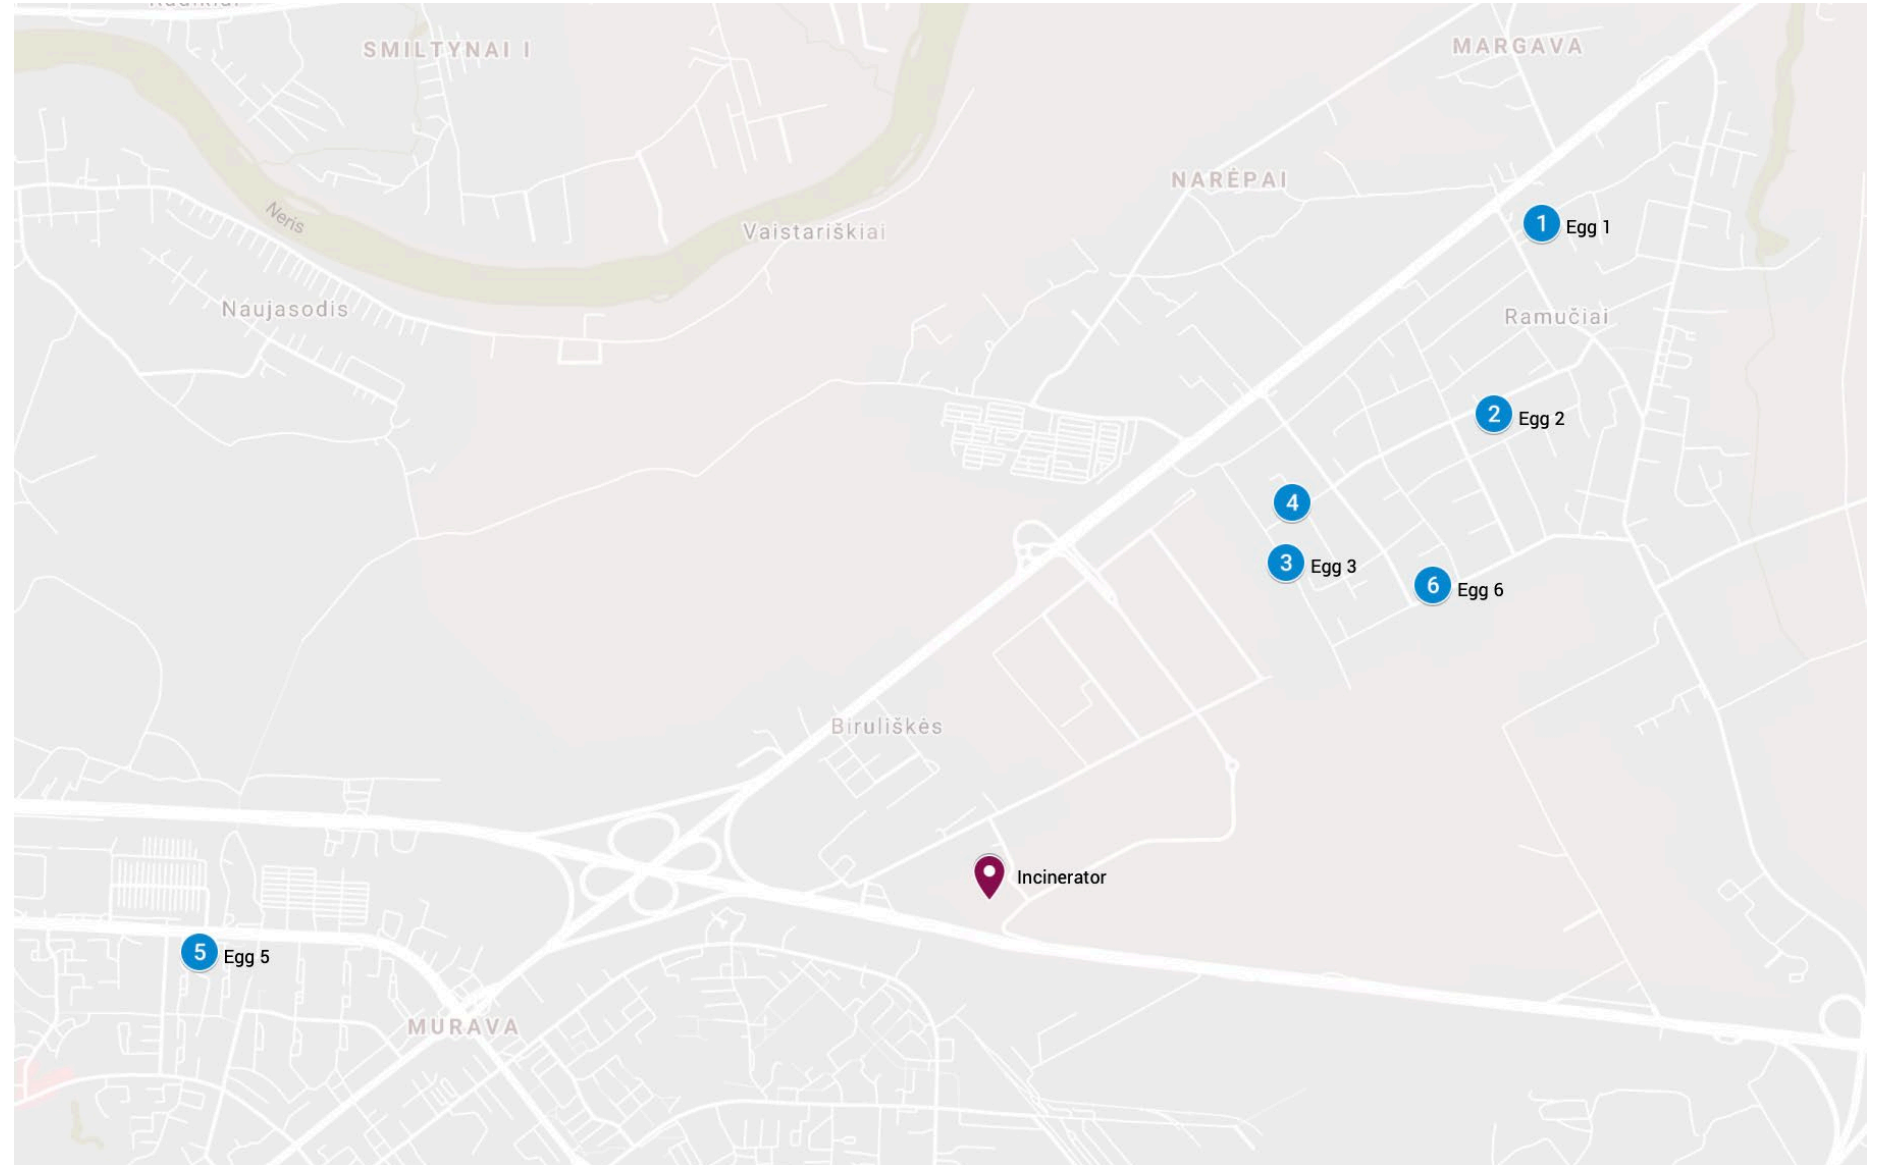 SMILTYNAI I
MARGAVA
NARĖPAI
Neris
Vaistariškiai
1 Egg 1
Naujasodis
Ramučiai
2 Egg 2
4
3 Egg 3
6 Egg 6
Biruliškės
Incinerator
5 Egg 5
MURAVA